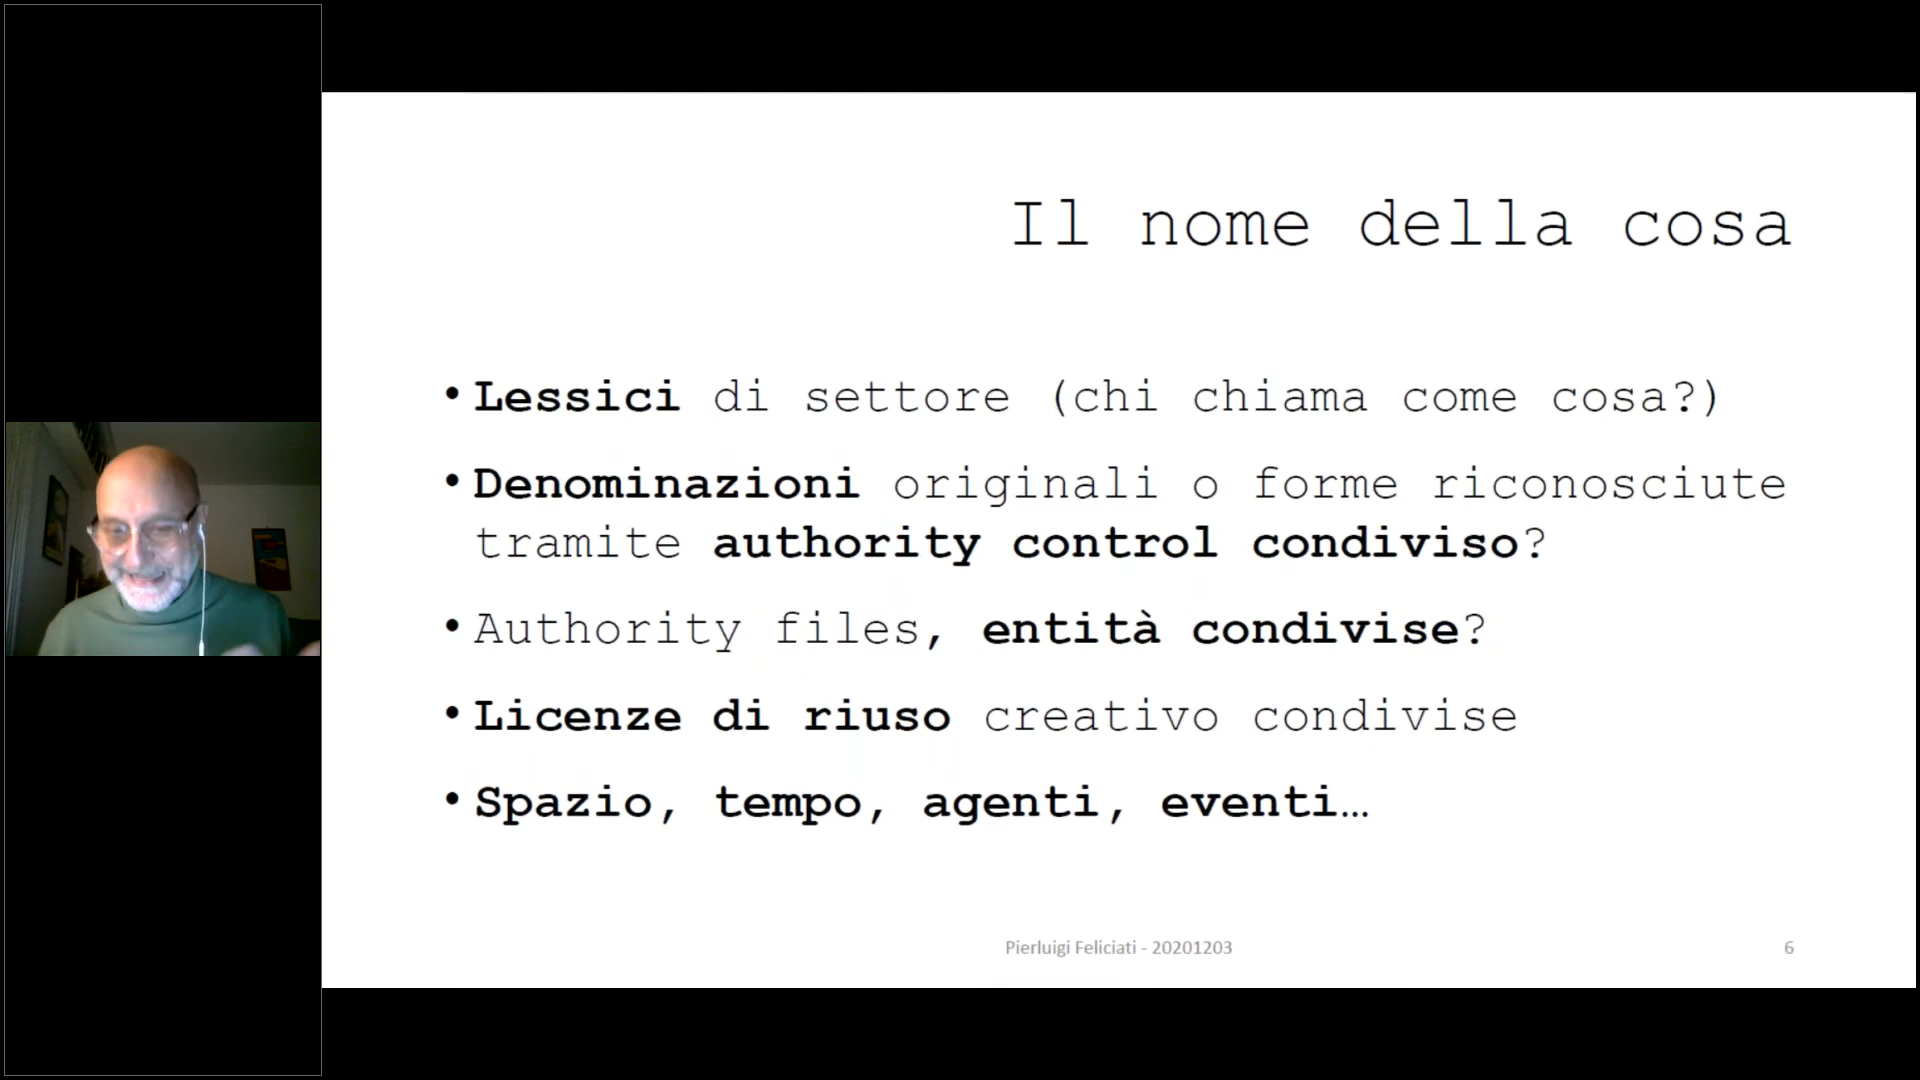 Il nome della cosa
• Lessici di settore (chi chiama come cosa?)
• Denominazioni originali o forme riconosciute
tramite authority control condiviso?
• Authority files, entità condivise?
• Licenze di riuso creativo condivise
• Spazio, tempo, agenti, eventi…
Pierluigi Feliciati - 20201203
6